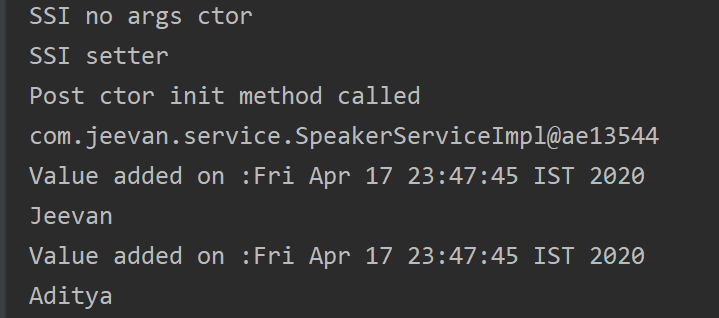 SSI no args ctor
SSI setter
Post ctor init method called
com.jeevan.service.SpeakerServiceImpl@ae13544
Value added on :Fri Apr 17 23:47:45 IST 2020
Jeevan
Value added on :Fri Apr 17 23:47:45 IST 2020
Aditya